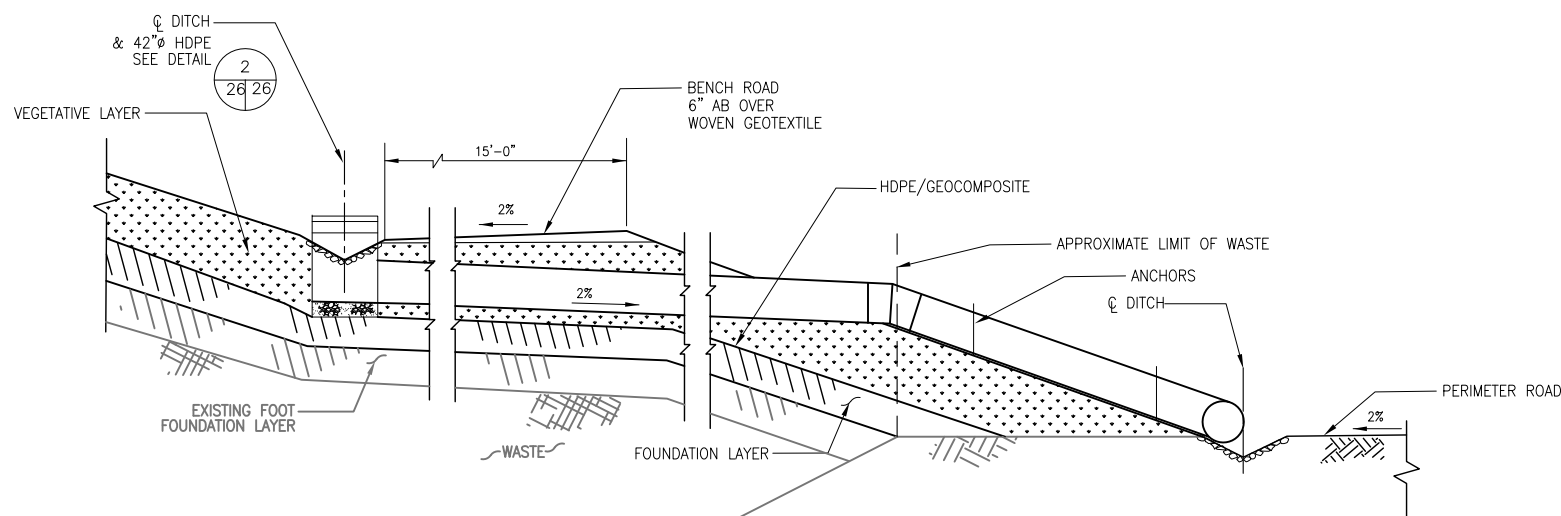 ℄ DITCH
& 42"ø HDPE
SEE DETAIL
2
26 26
VEGETATIVE LAYER
BENCH ROAD
6" AB OVER
WOVEN GEOTEXTILE
15'-0"
2%
HDPE/GEOCOMPOSITE
APPROXIMATE LIMIT OF WASTE
ANCHORS
℄ DITCH
2%
PERIMETER ROAD
2%
EXISTING FOOT
FOUNDATION LAYER
WASTE
FOUNDATION LAYER